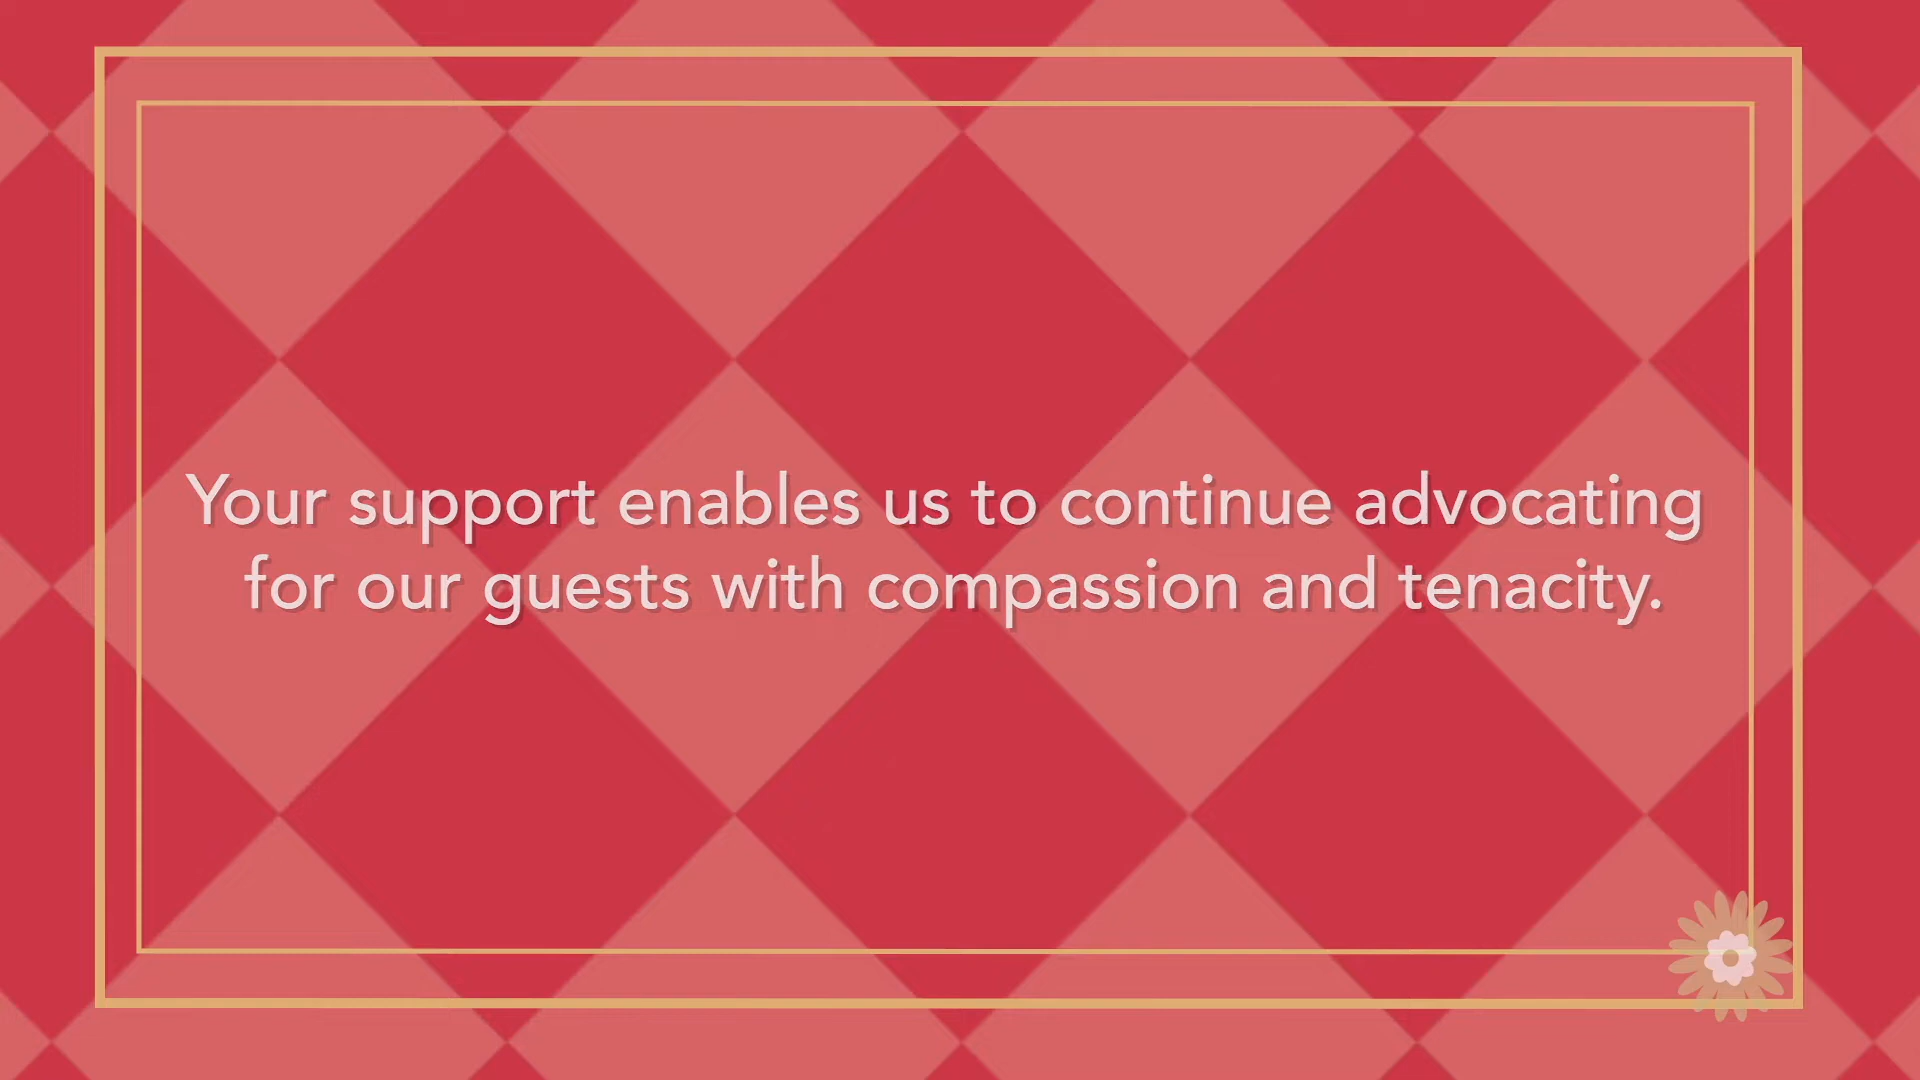 Your support enables us to continue advocating
for our guests with compassion and tenacity.